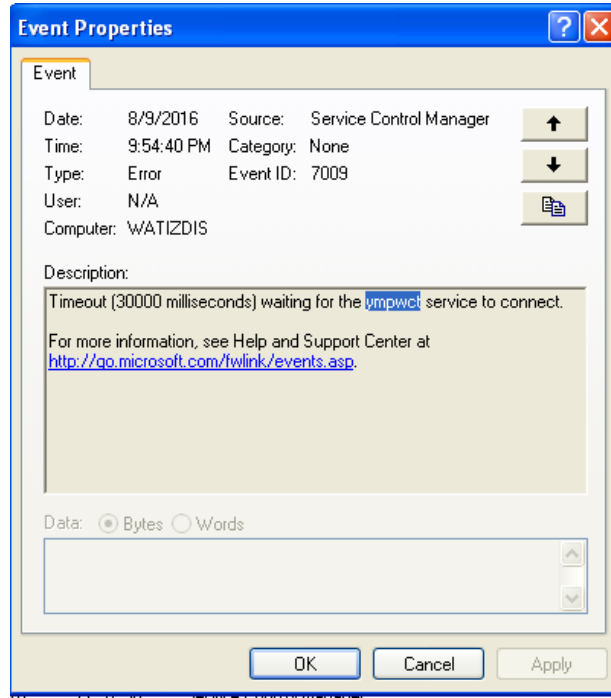 Event Properties
Event
Date: 8/9/2016 Source: Service Control Manager
Time: 9:54:40 PM Category: None
Type: Error Event ID: 7009
User: N/A
Computer: WATIZDIS
Description:
Timeout (30000 milliseconds) waiting for the ympwct service to connect.
For more information, see Help and Support Center at
http://go.microsoft.com/fwlink/events.asp.
Data: Bytes Words
OK Cancel Apply